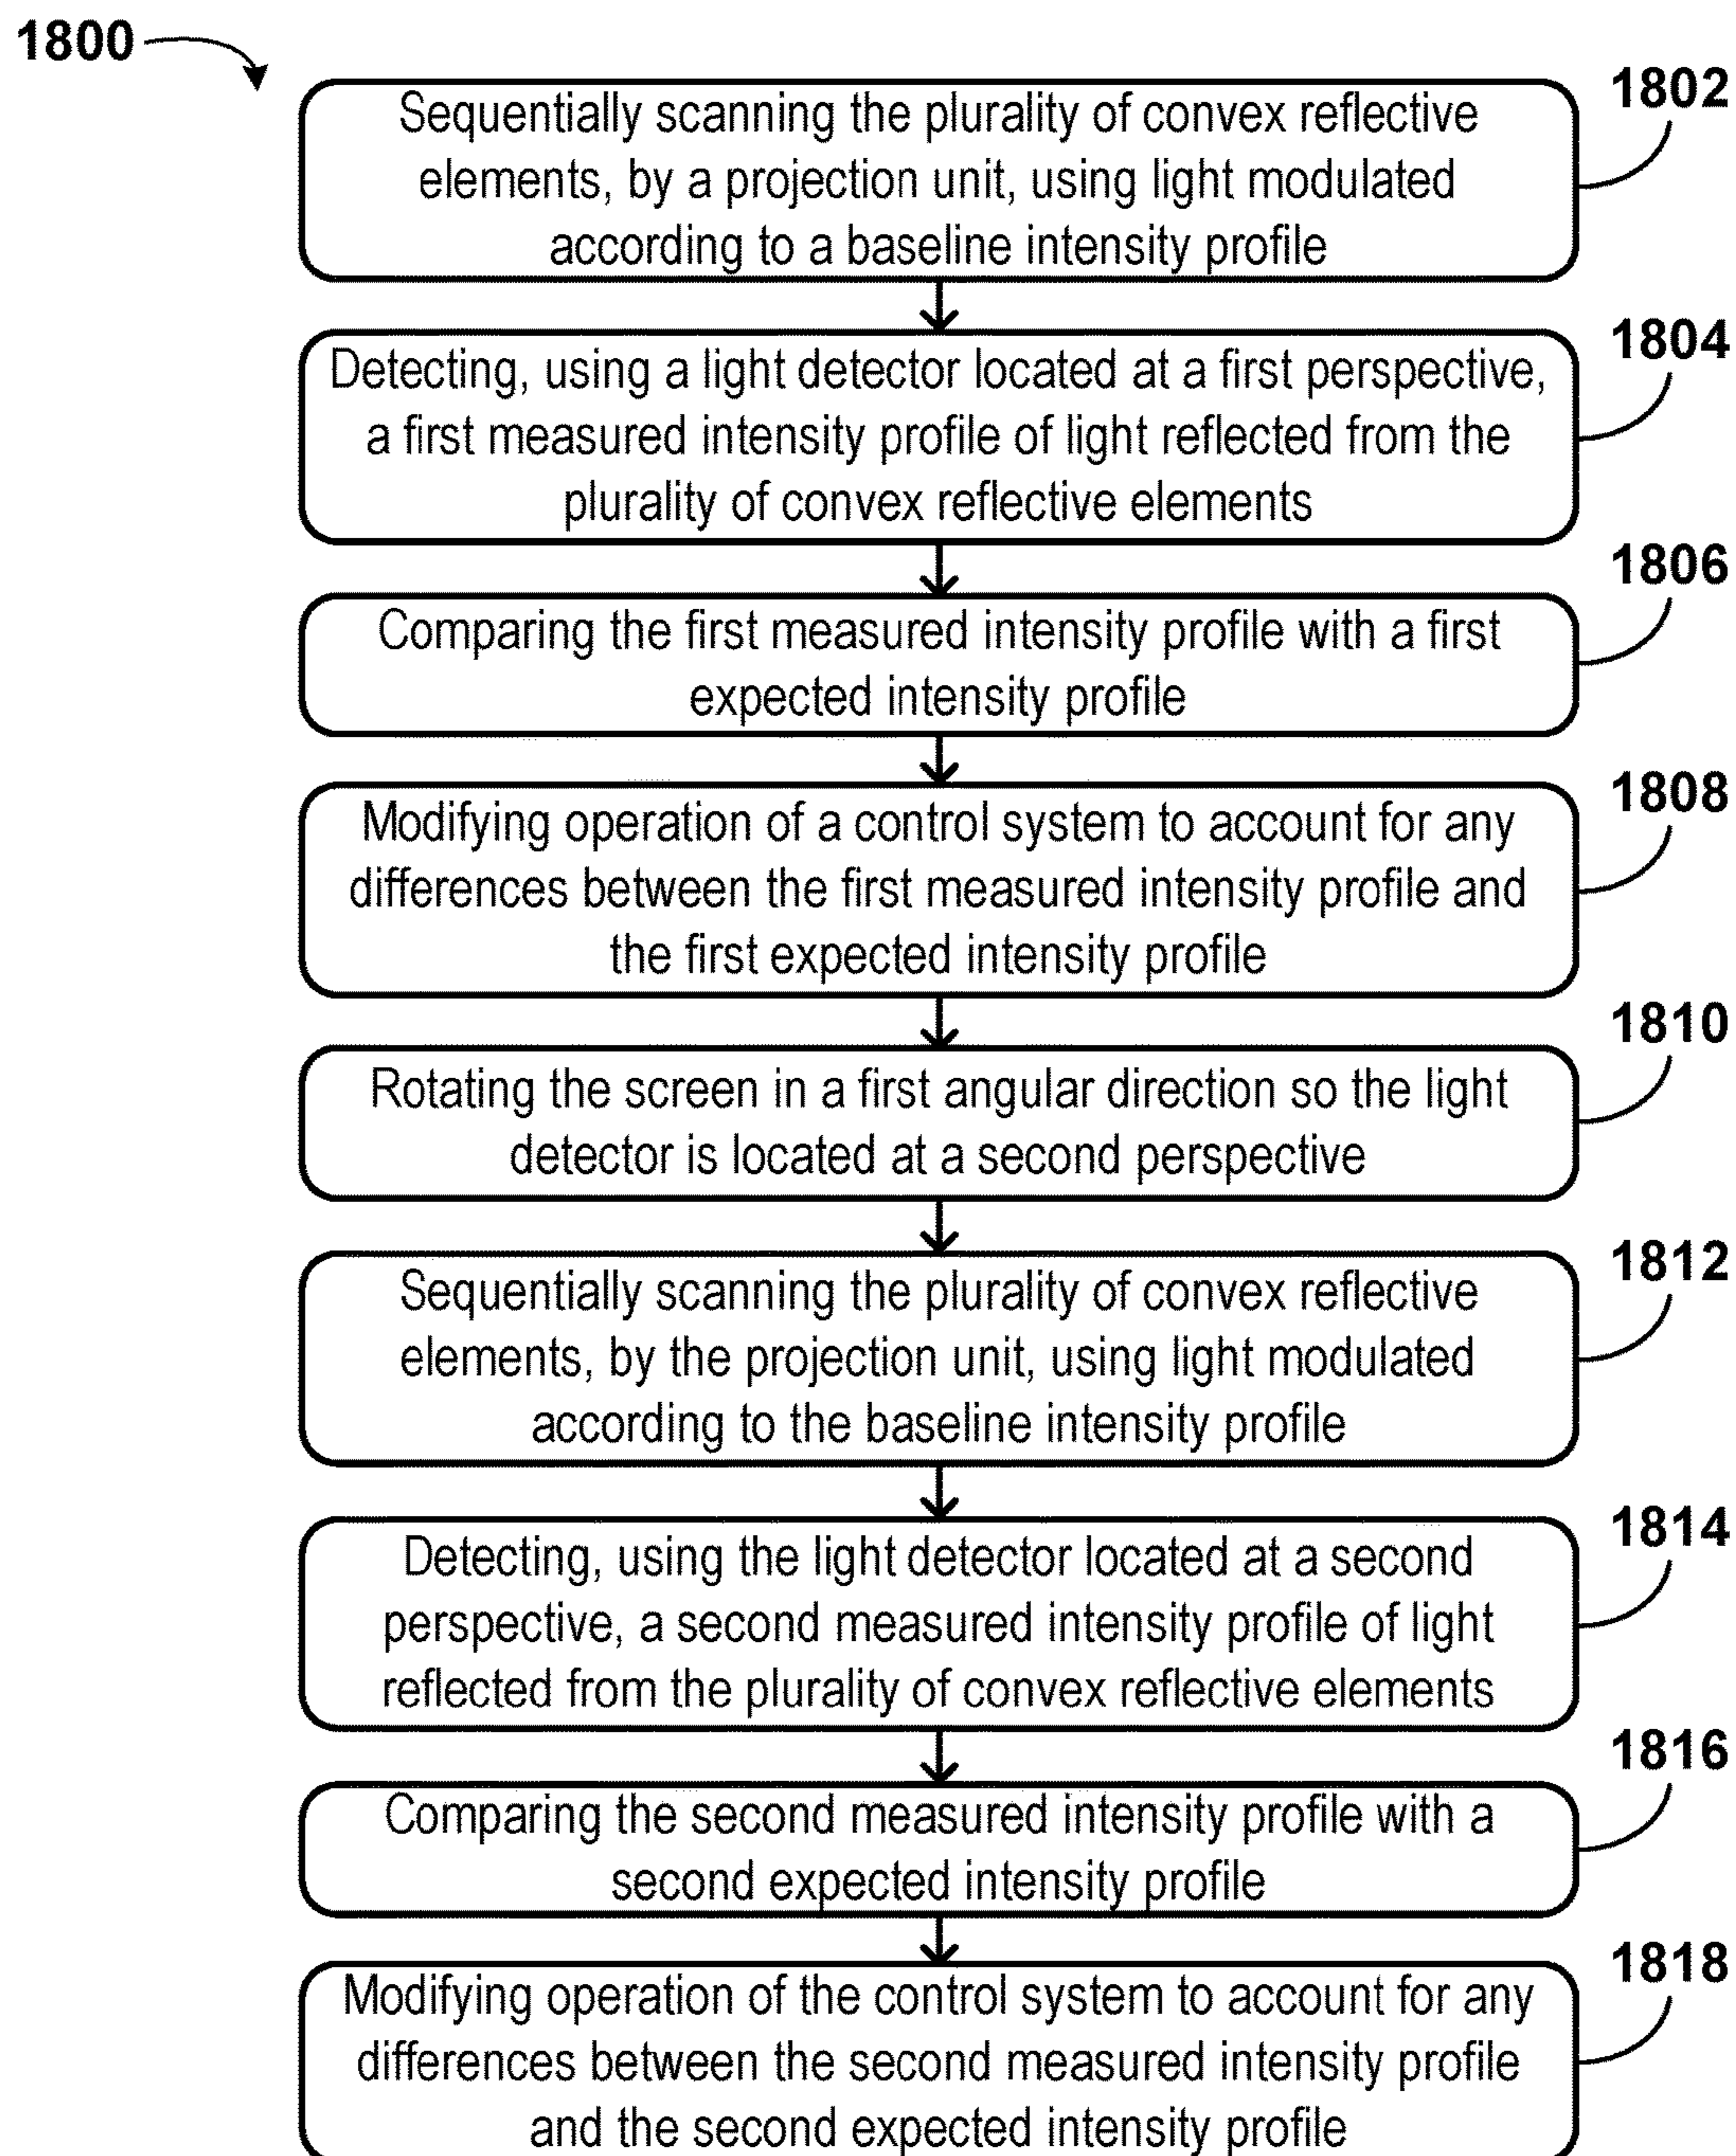 1800
1802
Sequentially scanning the plurality of convex reflective
elements, by a projection unit, using light modulated
according to a baseline intensity profile
1804
Detecting, using a light detector located at a first perspective,
a first measured intensity profile of light reflected from the
plurality of convex reflective elements
1806
Comparing the first measured intensity profile with a first
expected intensity profile
1808
Modifying operation of a control system to account for any
differences between the first measured intensity profile and
the first expected intensity profile
1810
Rotating the screen in a first angular direction so the light
detector is located at a second perspective
1812
Sequentially scanning the plurality of convex reflective
elements, by the projection unit, using light modulated
according to the baseline intensity profile
1814
Detecting, using the light detector located at a second
perspective, a second measured intensity profile of light
reflected from the plurality of convex reflective elements
1816
Comparing the second measured intensity profile with a
second expected intensity profile
1818
Modifying operation of the control system to account for any
differences between the second measured intensity profile
and the second expected intensity profile